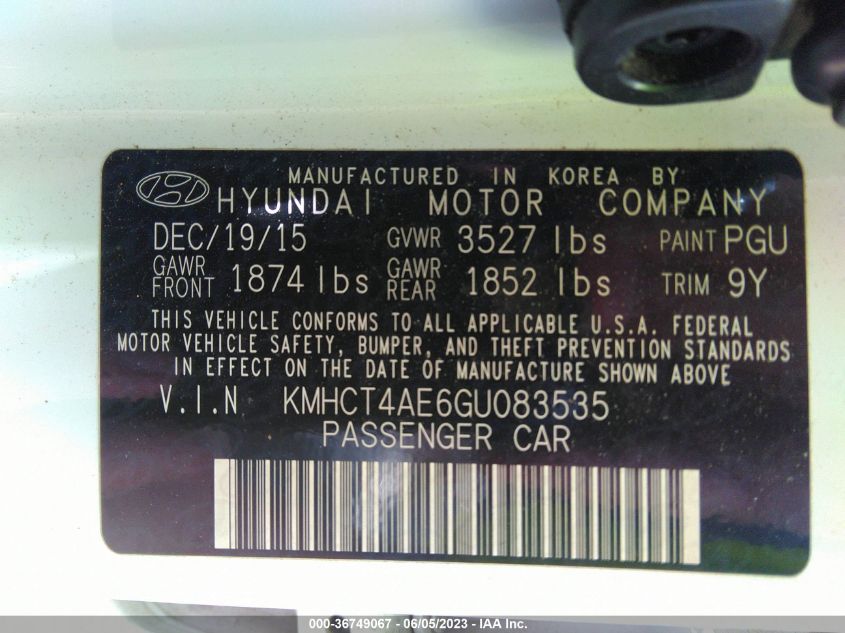 MANUFACTURED IN KOREA BY
HYUNDAI MOTOR COMPANY
DEC/19/15 GVWR 3527 lbs PAINT PGU
GAWR FRONT 1874 lbs GAWR REAR 1852 lbs TRIM 9Y
THIS VEHICLE CONFORMS TO ALL APPLICABLE U.S.A. FEDERAL
MOTOR VEHICLE SAFETY, BUMPER, AND THEFT PREVENTION STANDARDS
IN EFFECT ON THE DATE OF MANUFACTURE SHOWN ABOVE
V.I.N KMHCT4AE6GU083535
PASSENGER CAR
000-36749067 - 06/05/2023 - IAA Inc.